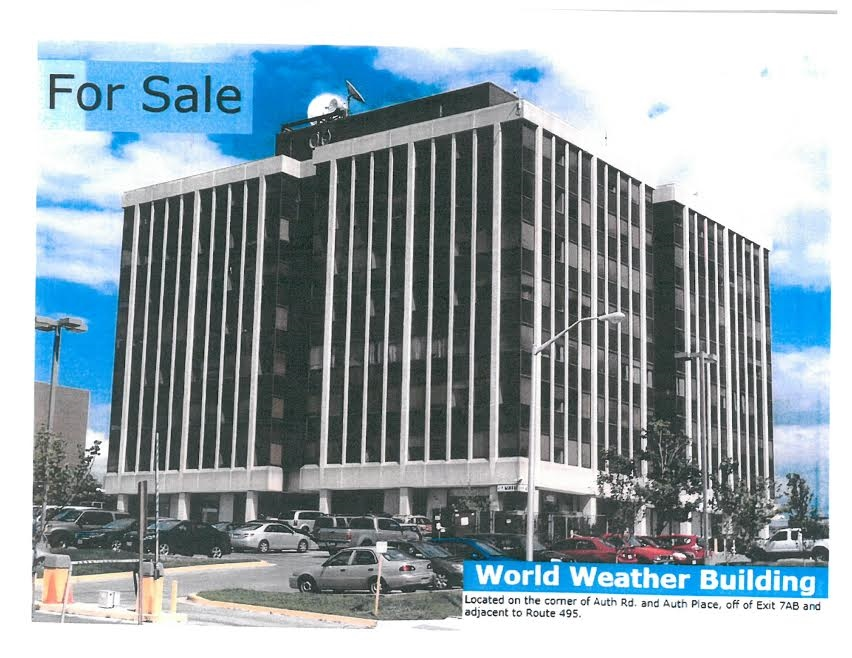 For Sale
World Weather Building
Located on the corner of Auth Rd. and Auth Place, off of Exit 7AB and
adjacent to Route 495.